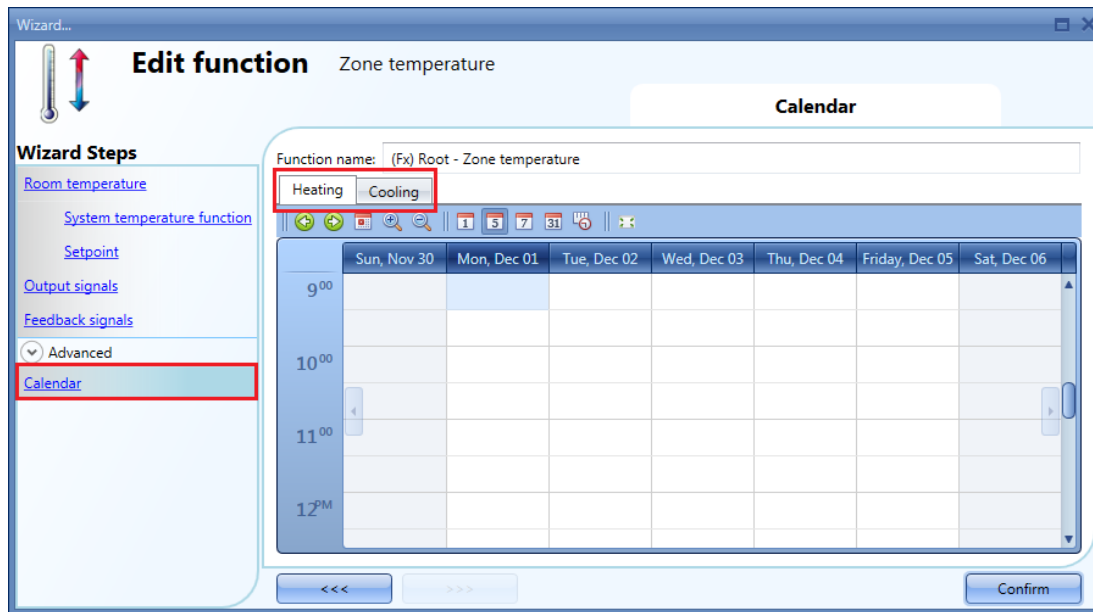 Wizard...
Edit function Zone temperature
Calendar
Wizard Steps
Room temperature
System temperature function
Setpoint
Output signals
Feedback signals
Advanced
Calendar
Function name: (Fx) Root - Zone temperature
Heating Cooling
1 5 7 31
Sun, Nov 30 Mon, Dec 01 Tue, Dec 02 Wed, Dec 03 Thu, Dec 04 Friday, Dec 05 Sat, Dec 06
9 00
10 00
11 00
12 PM
<<< >>> Confirm